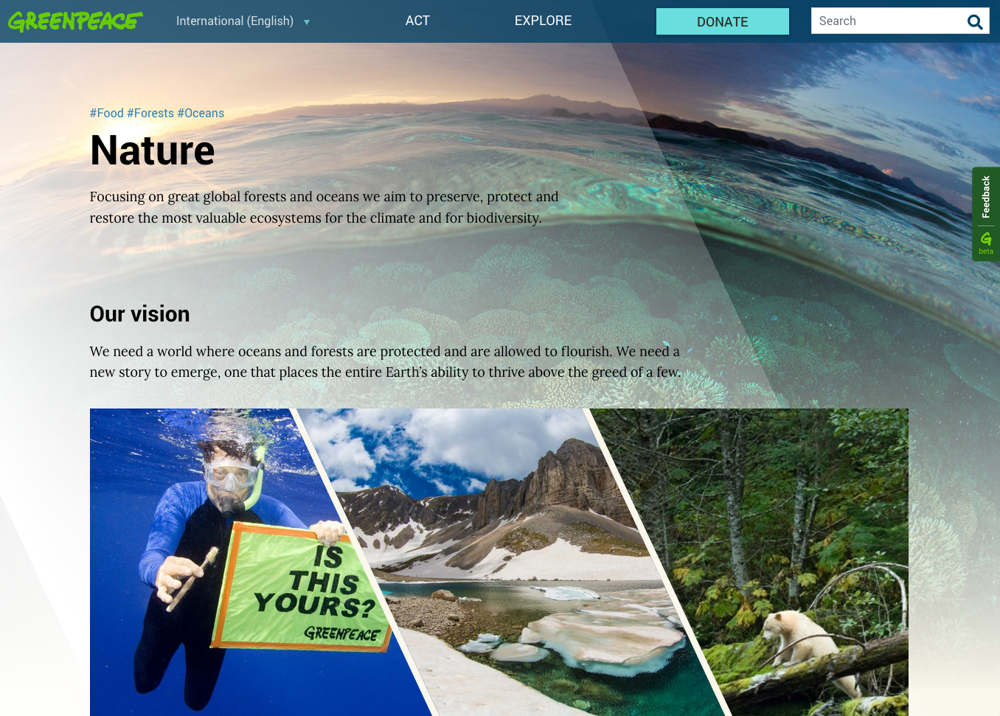 GREENPEACE
International (English)
ACT
EXPLORE
DONATE
Search
#Food #Forests #Oceans
Nature
Focusing on great global forests and oceans we aim to preserve, protect and
restore the most valuable ecosystems for the climate and for biodiversity.
Feedback
beta
Our vision
We need a world where oceans and forests are protected and are allowed to flourish. We need a
new story to emerge, one that places the entire Earth’s ability to thrive above the greed of a few.
IS
THIS
YOURS?
GREENPEACE